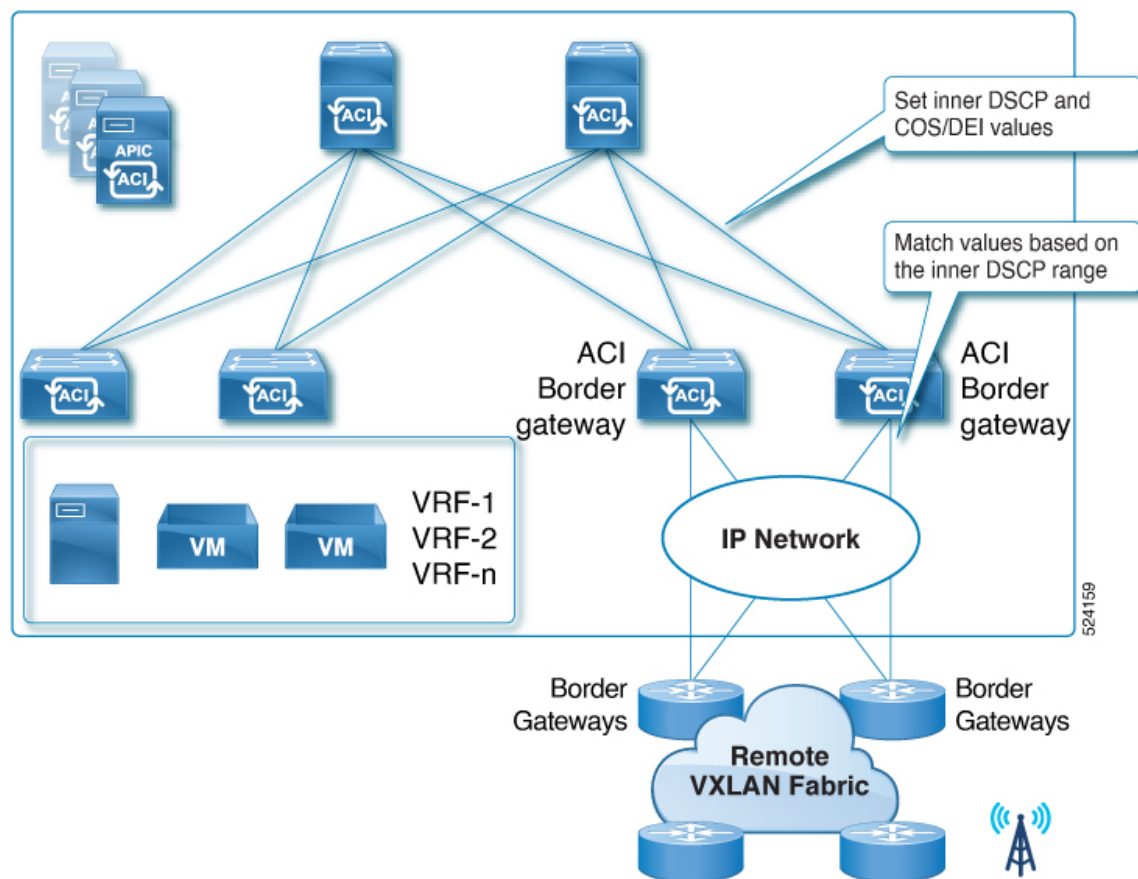 ACI
ACI
Set inner DSCP and
COS/DEI values
APIC
ACI
Match values based on
the inner DSCP range
ACI
ACI
ACI
Border
gateway
ACI
ACI
ACI
Border
gateway
VM
VM
VRF-1
VRF-2
VRF-n
IP Network
524159
Border
Gateways
Border
Gateways
Remote
VXLAN Fabric